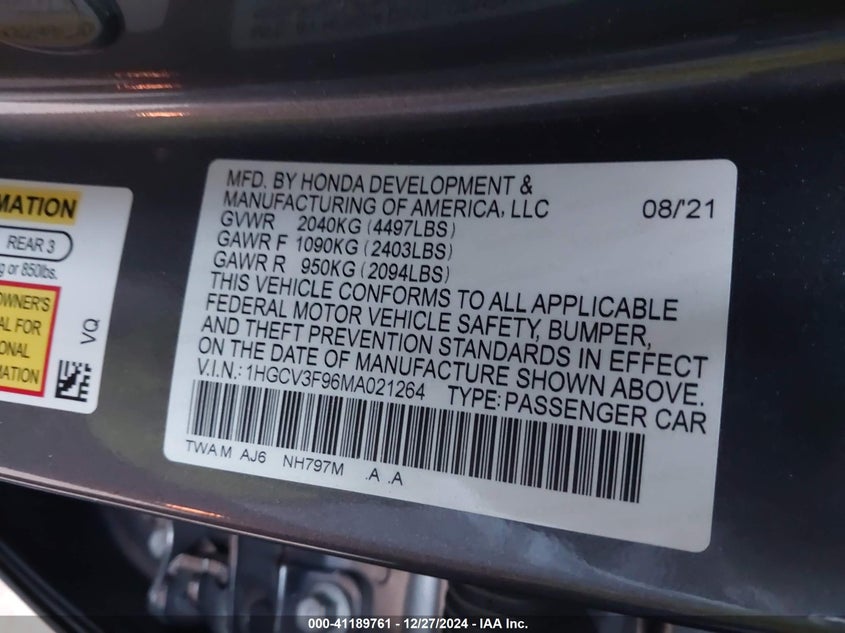 MATION
REAR 3
g or 850lbs.
OWNER'S
AL FOR
ONAL
MATION
VQ
MFD. BY HONDA DEVELOPMENT &
MANUFACTURING OF AMERICA, LLC 08/'21
GVWR 2040KG (4497LBS)
GAWR F 1090KG (2403LBS)
GAWR R 950KG (2094LBS)
THIS VEHICLE CONFORMS TO ALL APPLICABLE
FEDERAL MOTOR VEHICLE SAFETY, BUMPER,
AND THEFT PREVENTION STANDARDS IN EFFECT
ON THE DATE OF MANUFACTURE SHOWN ABOVE.
V.I.N.: 1HGCV3F96MA021264 TYPE: PASSENGER CAR
TWA M AJ6 NH797M .A .A
000-41189761 - 12/27/2024 - IAA Inc.